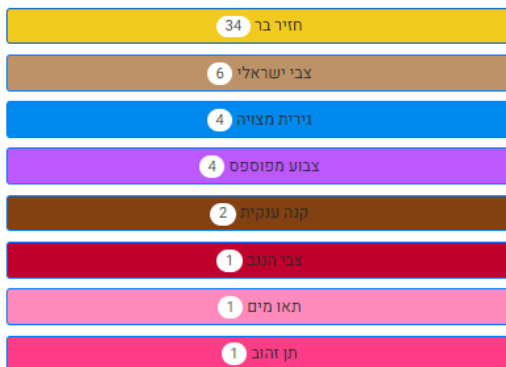 חזיר בר 34
צבי ישראלי 6
גירית מצויה 4
צבוע מפוספס 4
קנה ענקית 2
צבי הנגב 1
תאו מים 1
תן זהוב 1